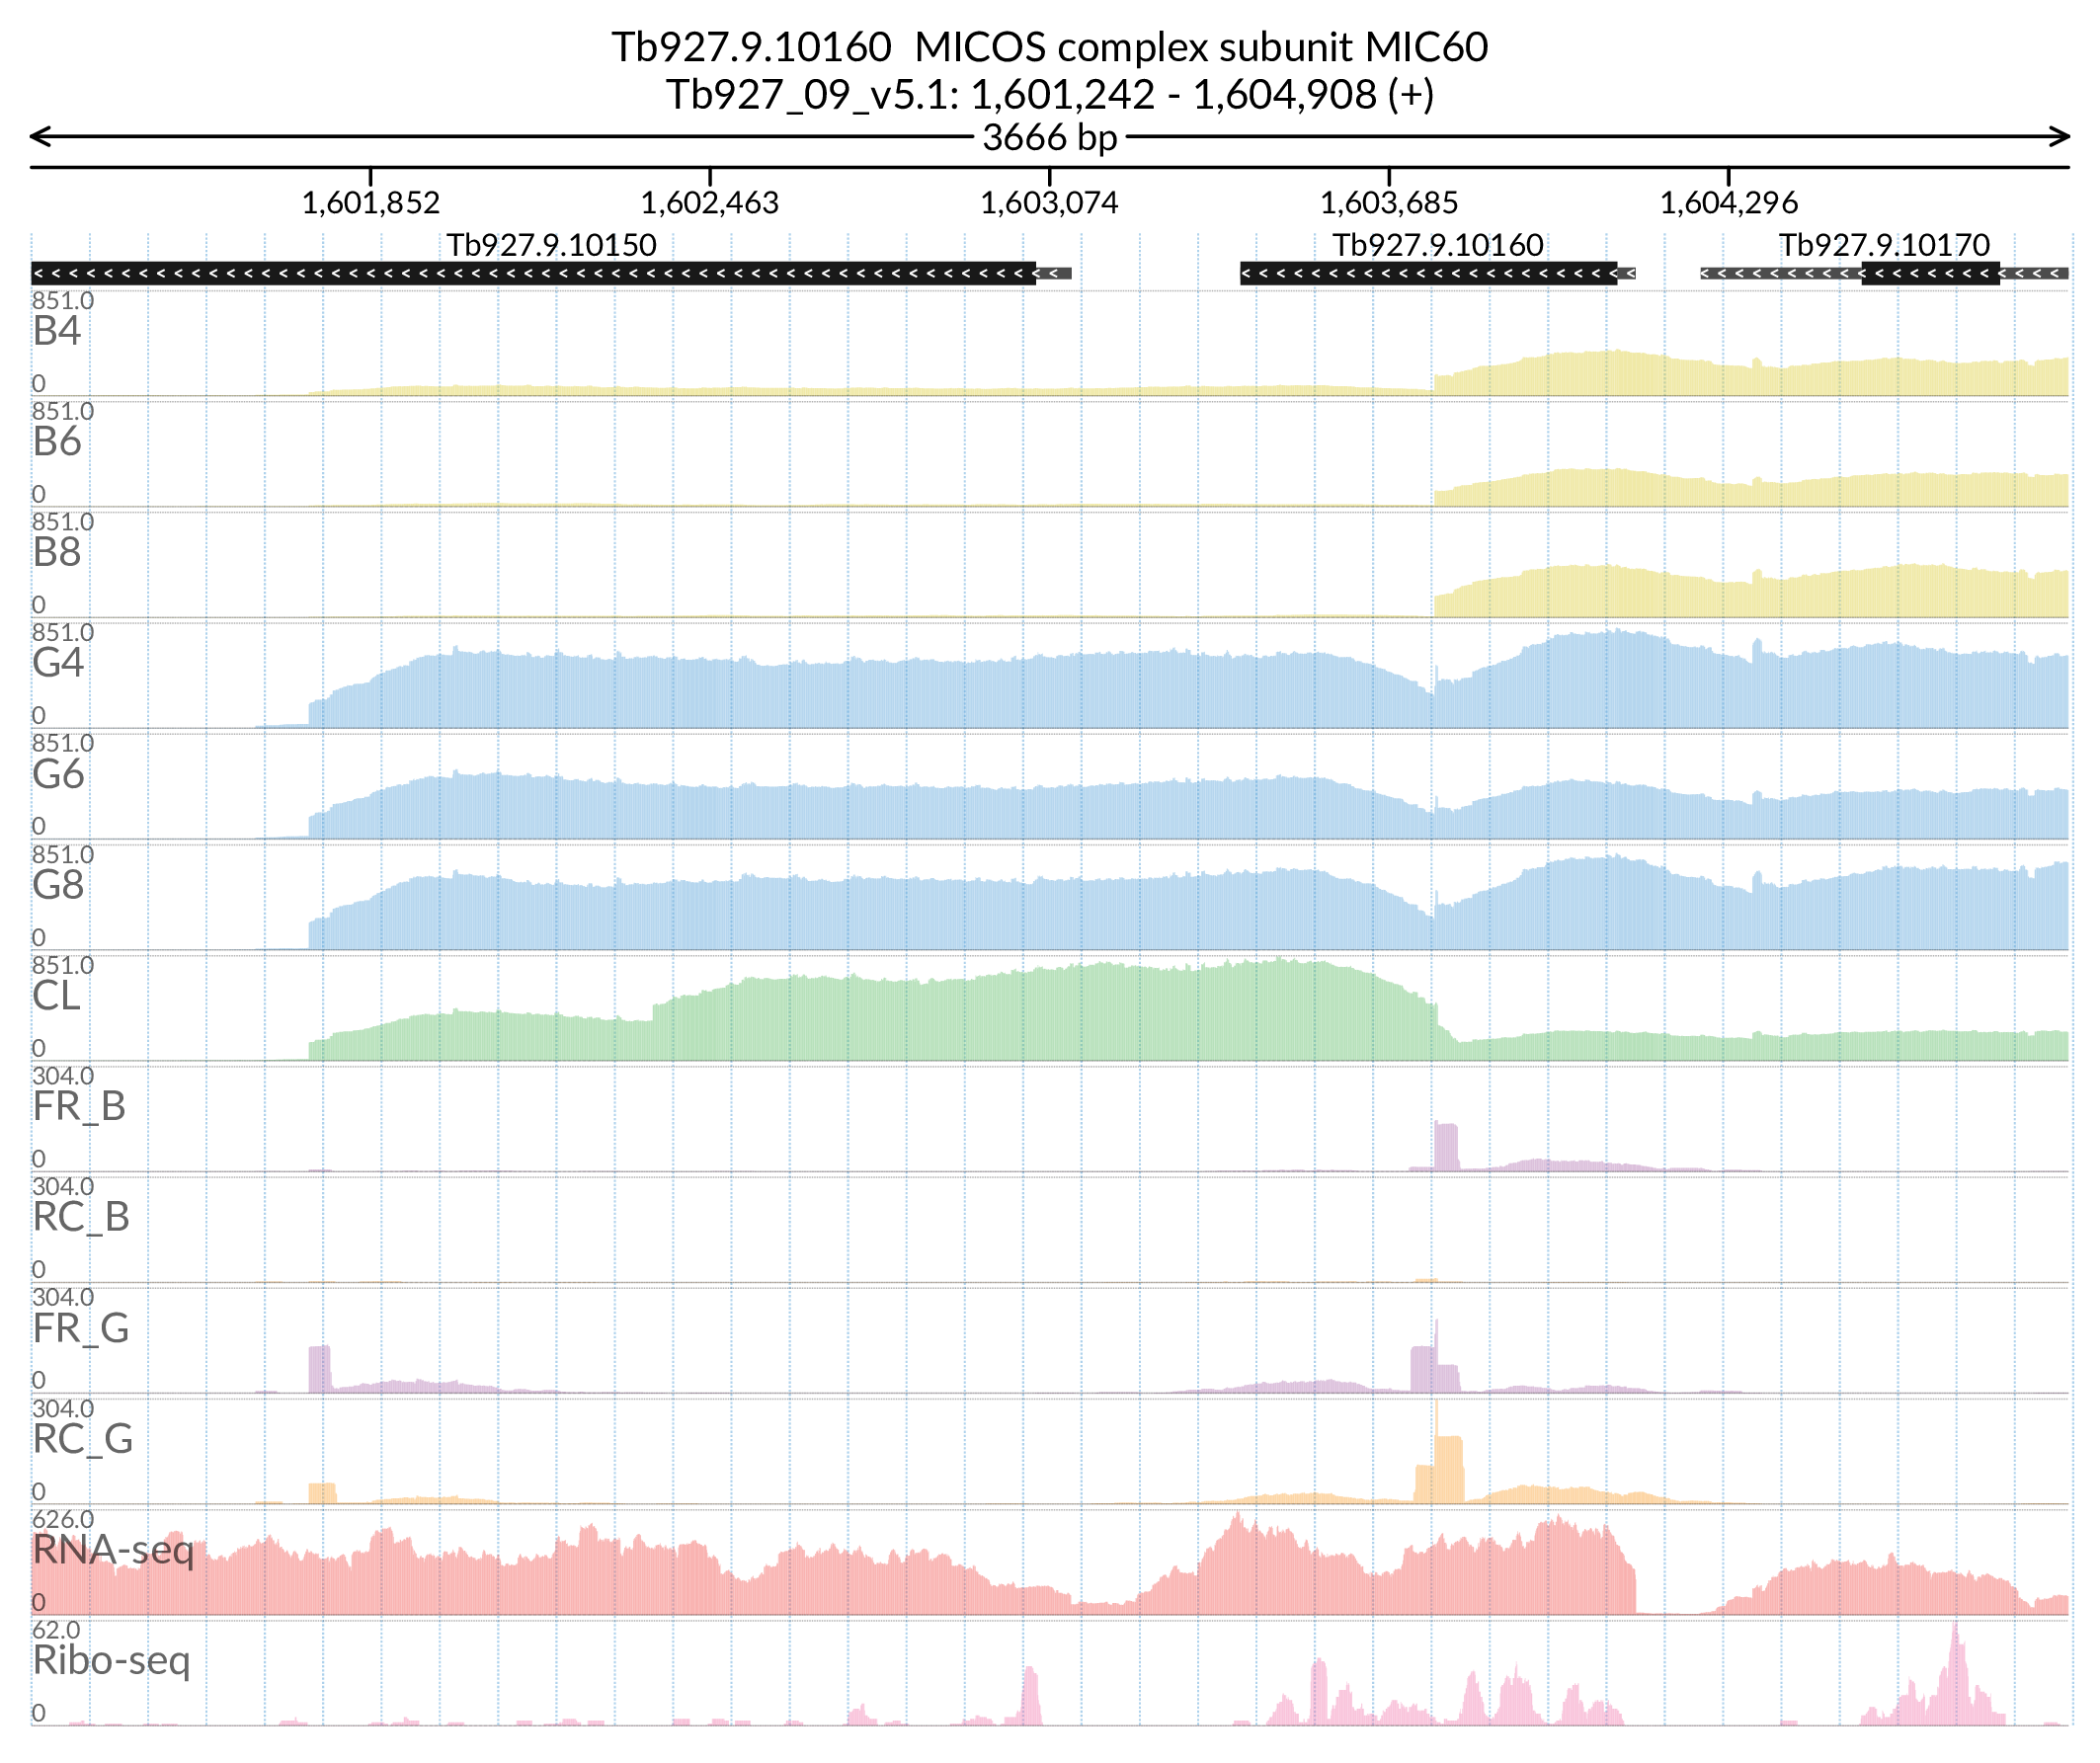 Tb927.9.10160  MICOS complex subunit MIC60
Tb927_09_v5.1: 1,601,242 - 1,604,908 (+)
3666 bp
1,601,852 1,602,463 1,603,074 1,603,685 1,604,296
Tb927.9.10150 Tb927.9.10160 Tb927.9.10170
851.0
B4
0
851.0
B6
0
851.0
B8
0
851.0
G4
0
851.0
G6
0
851.0
G8
0
851.0
CL
0
304.0
FR_B
0
304.0
RC_B
0
304.0
FR_G
0
304.0
RC_G
0
626.0
RNA-seq
0
62.0
Ribo-seq
0